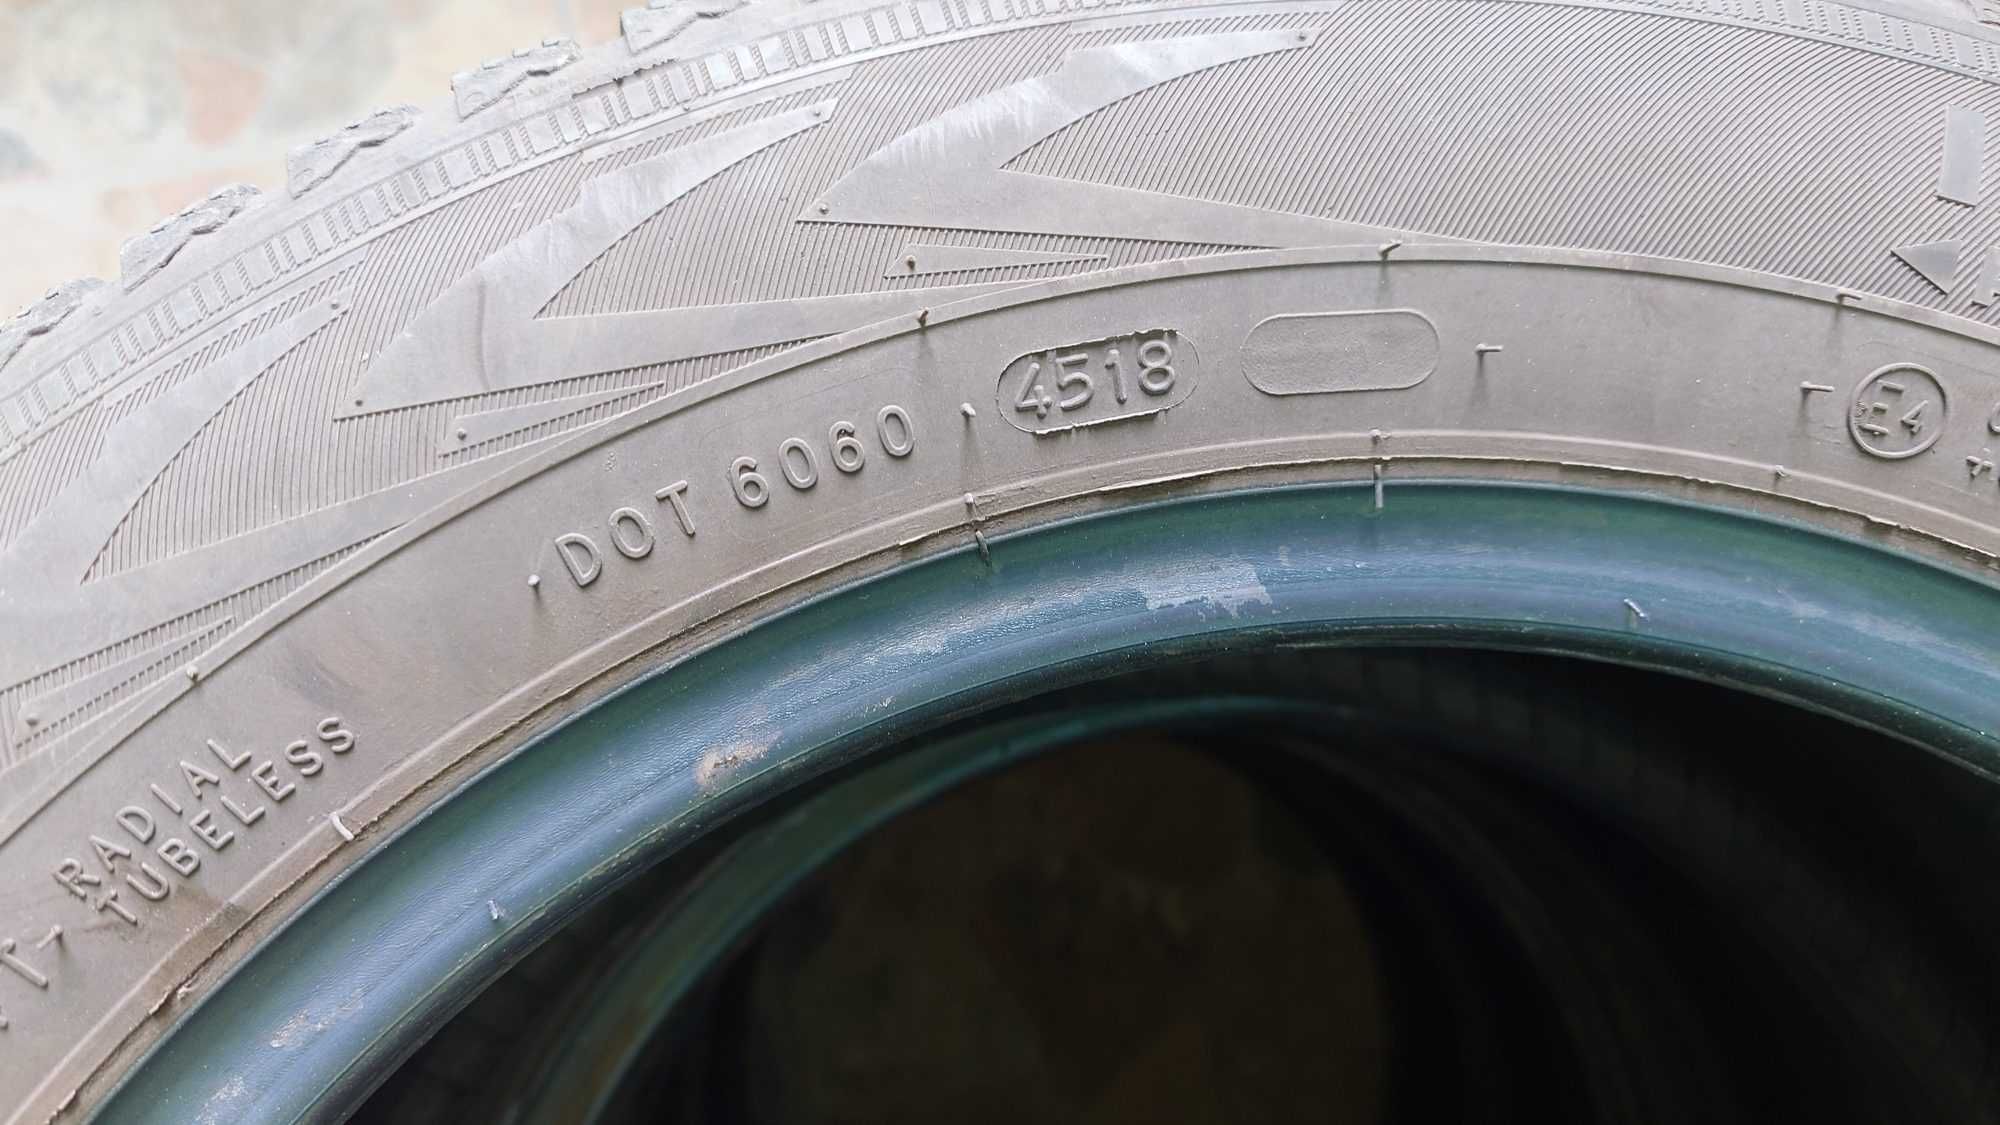 RADIAL
TUBELESS
DOT 6060 4518
E4